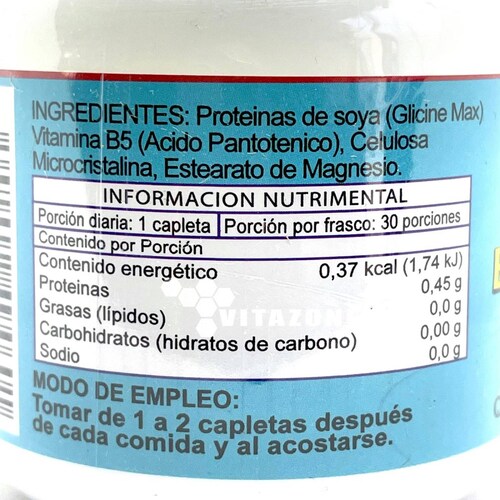 INGREDIENTES: Proteinas de soya (Glicine Max)
Vitamina B5 (Acido Pantotenico), Celulosa
Microcristalina, Estearato de Magnesio.
INFORMACION NUTRIMENTAL
Porción diaria: 1 capleta Porción por frasco: 30 porciones
Contenido por Porción
Contenido energético 0,37 kcal (1,74 kJ)
Proteinas 0,45 g
Grasas (lípidos) 0,0 g
Carbohidratos (hidratos de carbono) 0,00 g
Sodio 0,0 g
MODO DE EMPLEO:
Tomar de 1 a 2 capletas después
de cada comida y al acostarse.